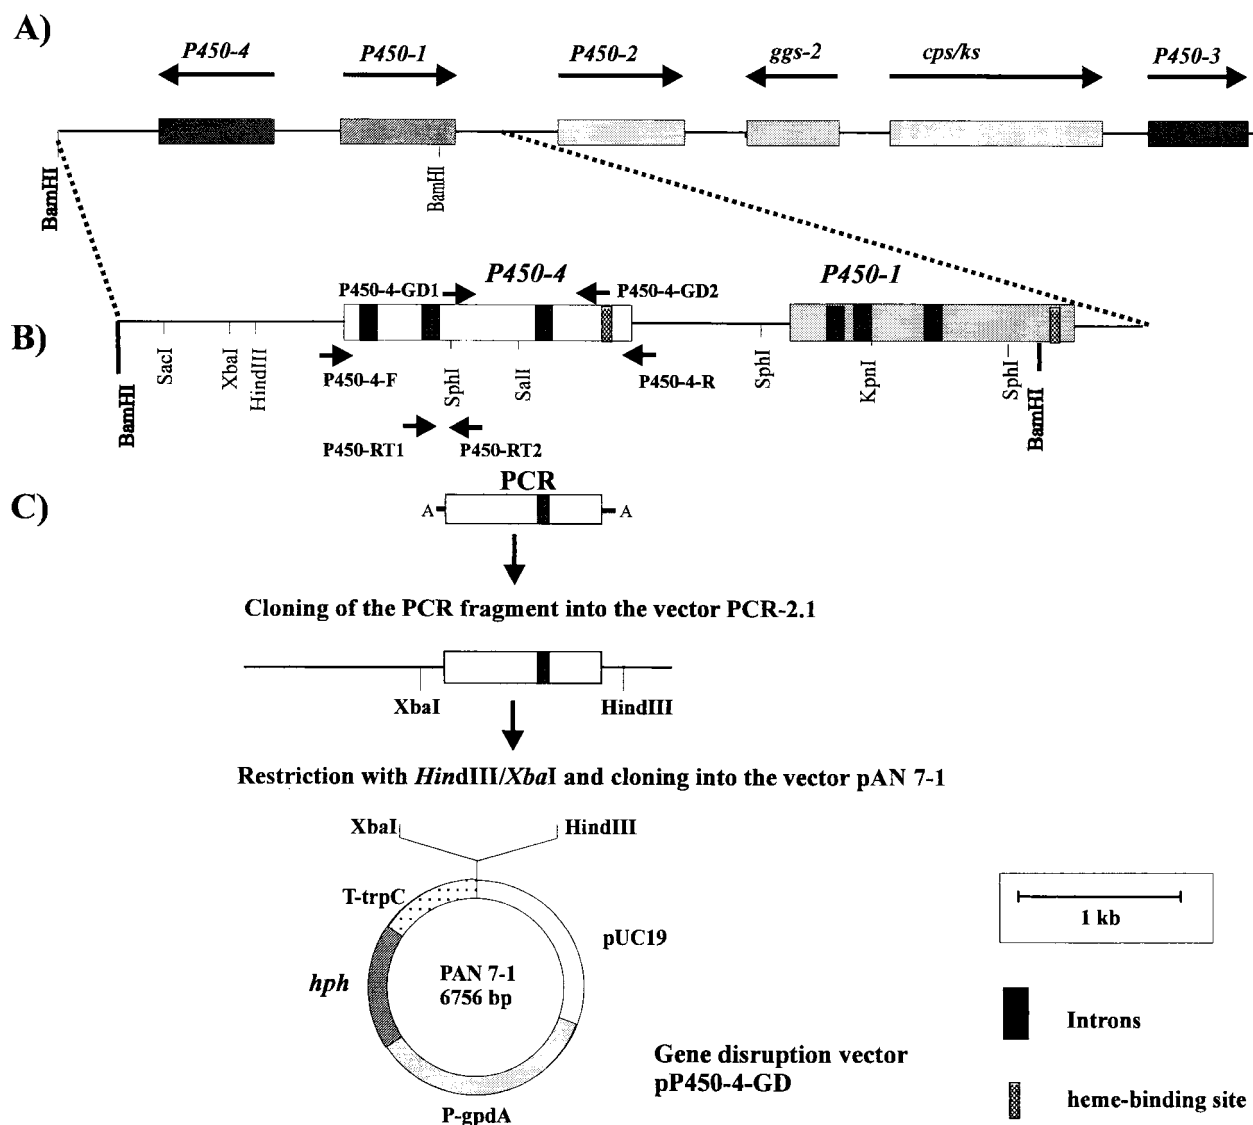 A)
P450-4 P450-1 P450-2 ggs-2 cps/ks P450-3
BamHI
BamHI
B)
P450-4 P450-1
P450-4-GD1 P450-4-GD2
BamHI SacI XbaI HindIII SphI SalI SphI KpnI SphI BamHI
P450-4-F P450-4-R
P450-RT1 P450-RT2
C)
PCR
A A
Cloning of the PCR fragment into the vector PCR-2.1
XbaI HindIII
Restriction with HindIII/XbaI and cloning into the vector pAN 7-1
XbaI HindIII
T-trpC
pUC19
hph
PAN 7-1
6756 bp
P-gpdA
Gene disruption vector
pP450-4-GD
1 kb
Introns
heme-binding site